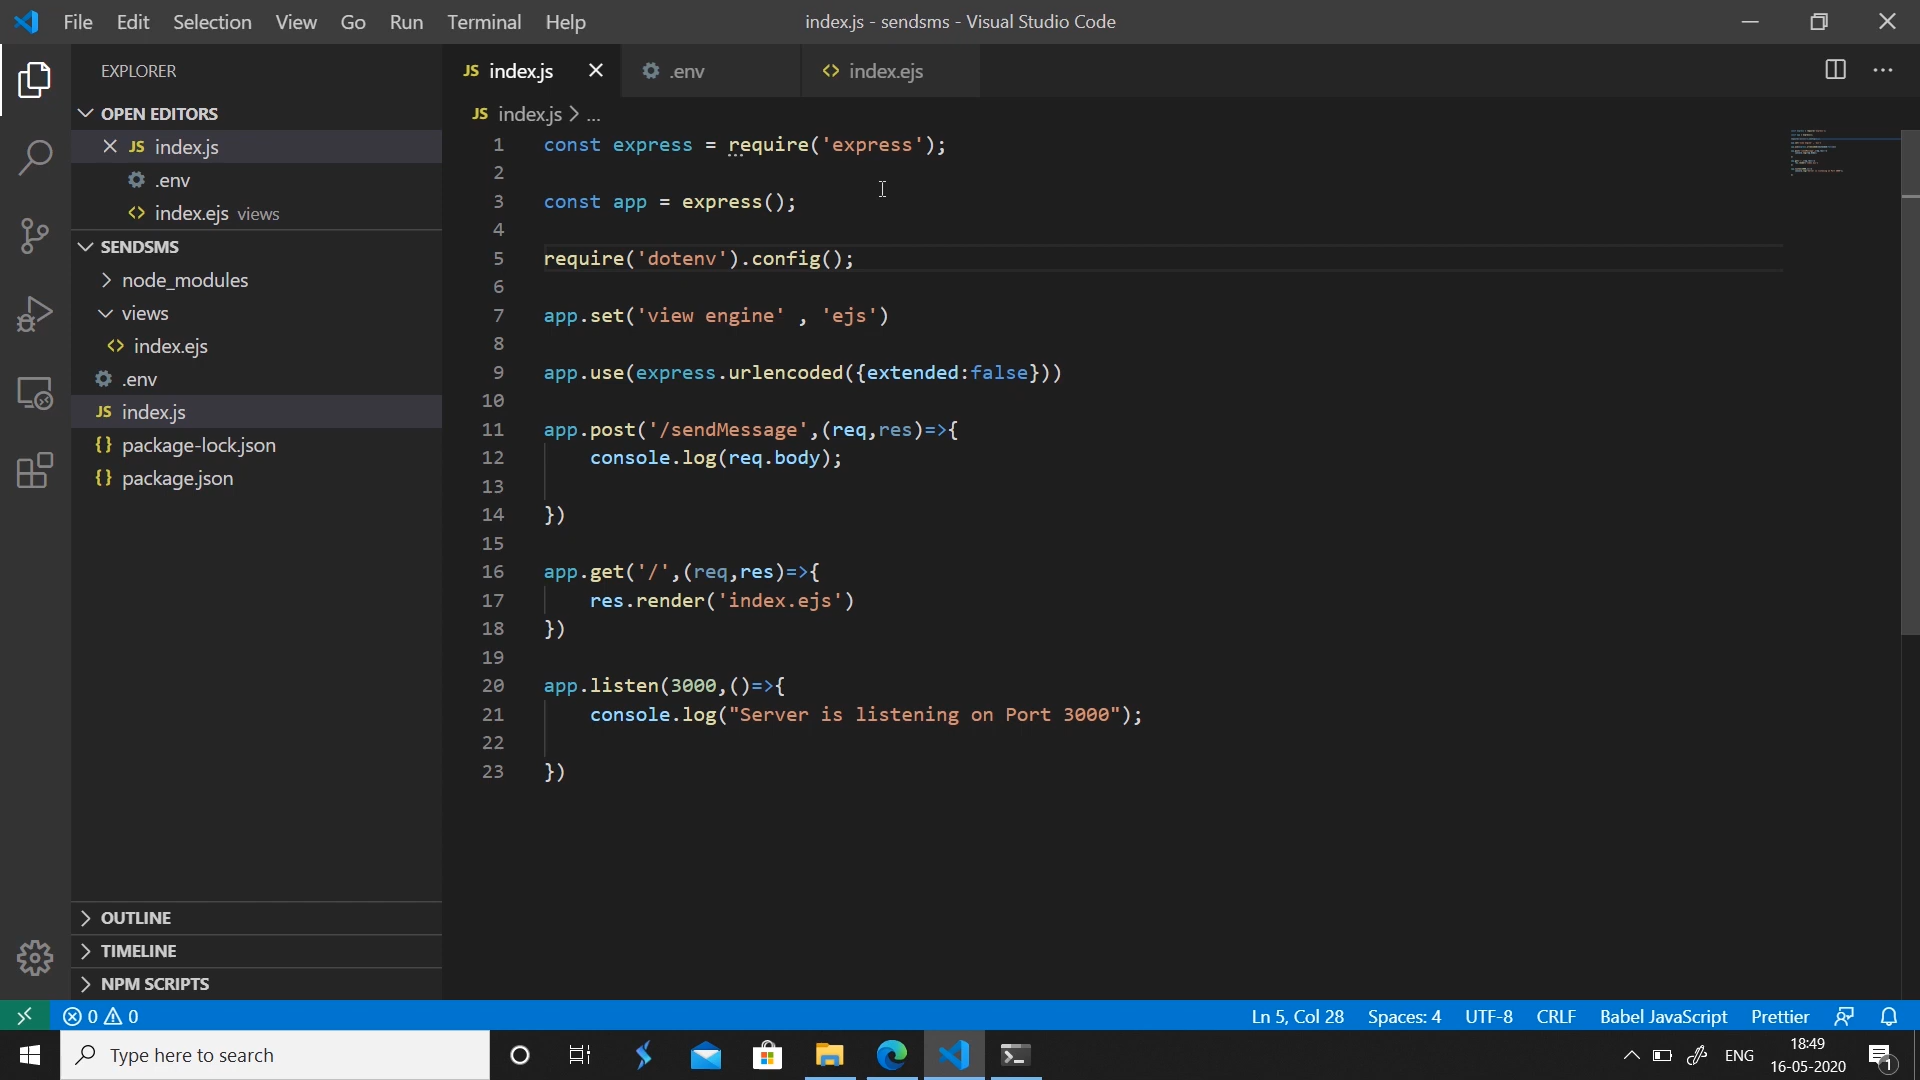 File Edit Selection View Go Run Terminal Help
index.js - sendsms - Visual Studio Code
EXPLORER
OPEN EDITORS
JS index.js
.env
index.ejs views
SENDSMS
node_modules
views
index.ejs
.env
JS index.js
{} package-lock.json
{} package.json
OUTLINE
TIMELINE
NPM SCRIPTS
JS index.js
.env
<> index.ejs
JS index.js > ...
1 const express = require('express');
2
3 const app = express();
4
5 require('dotenv').config();
6
7 app.set('view engine' , 'ejs')
8
9 app.use(express.urlencoded({extended:false}))
10
11 app.post('/sendMessage',(req,res)=>{
12     console.log(req.body);
13
14 })
15
16 app.get('/',(req,res)=>{
17     res.render('index.ejs')
18 })
19
20 app.listen(3000,()=>{
21     console.log("Server is listening on Port 3000");
22
23 })
0 0
Ln 5, Col 28 Spaces: 4 UTF-8 CRLF Babel JavaScript Prettier
Type here to search
ENG
18:49
16-05-2020
1